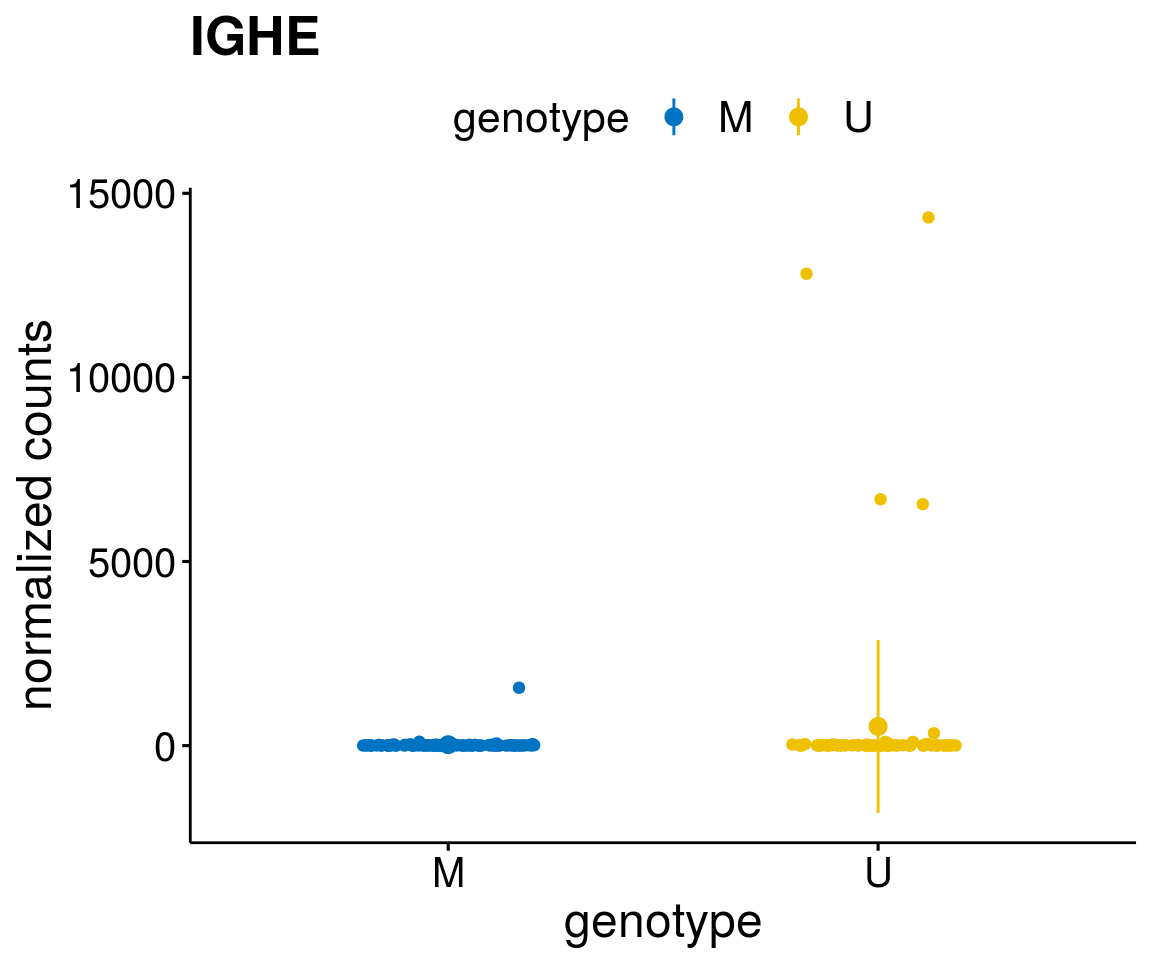 IGHE
genotype M U
15000
10000
5000
0
normalized counts
M U
genotype